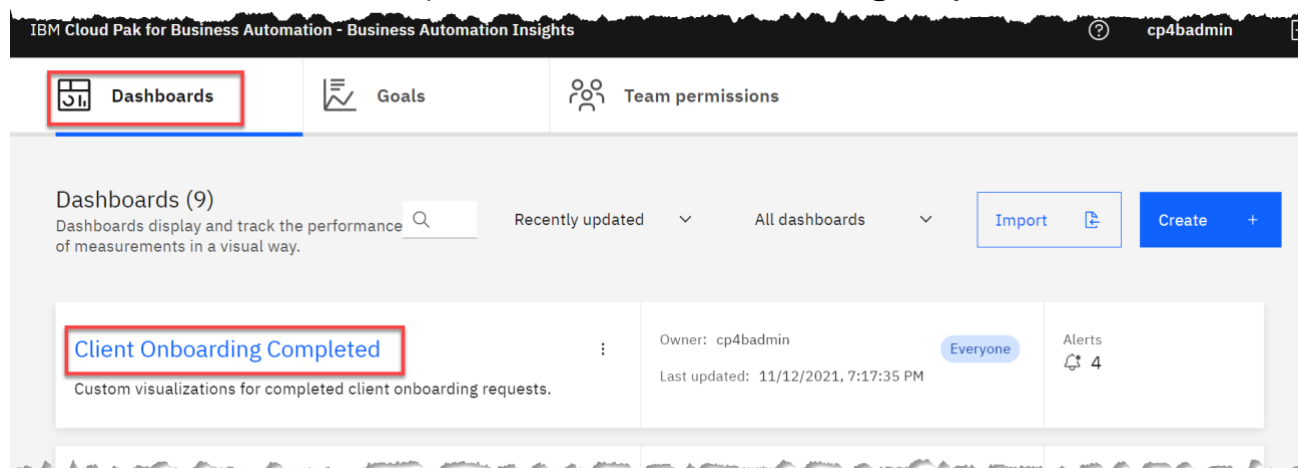 IBM Cloud Pak for Business Automation - Business Automation Insights
cp4badmin
Dashboards
Goals
Team permissions
Dashboards (9)
Dashboards display and track the performance
of measurements in a visual way.
Recently updated
All dashboards
Import
Create +
Client Onboarding Completed
Custom visualizations for completed client onboarding requests.
Owner: cp4badmin
Last updated: 11/12/2021, 7:17:35 PM
Everyone
Alerts
4